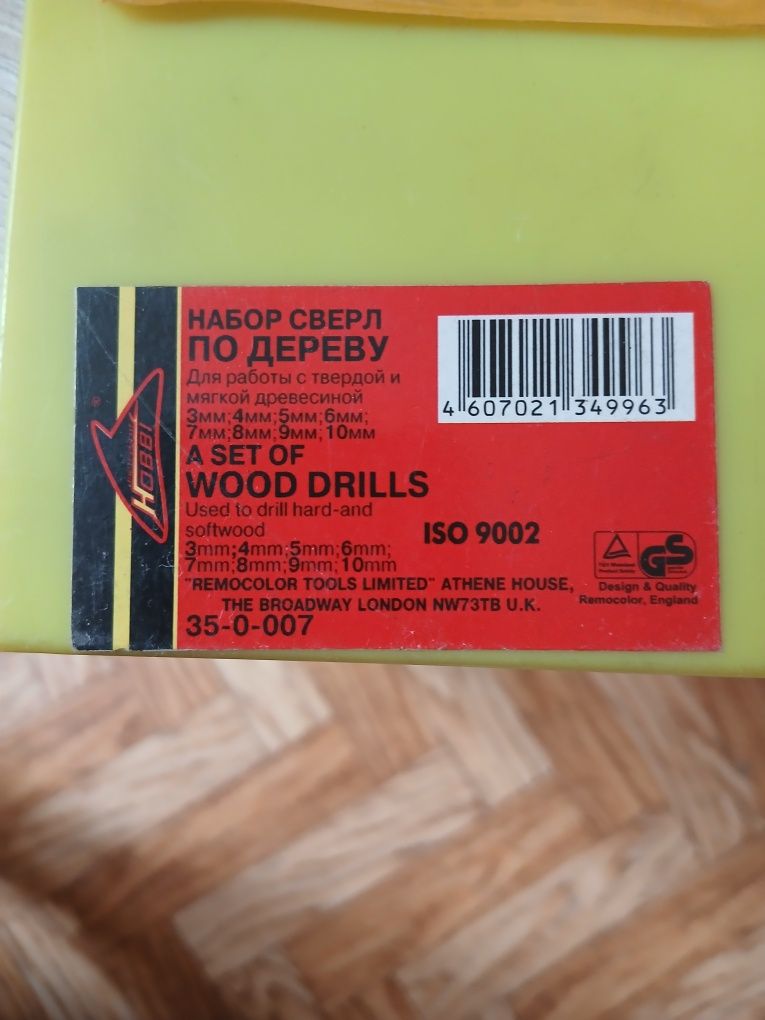 НАБОР СВЕРЛ
ПО ДЕРЕВУ
Для работы с твердой и
мягкой древесиной
3мм;4мм;5мм;6мм;
7мм;8мм;9мм;10мм
A SET OF
WOOD DRILLS
Used to drill hard-and
softwood
3mm;4mm;5mm;6mm;
7mm;8mm;9mm;10mm
"REMOCOLOR TOOLS LIMITED" ATHENE HOUSE,
THE BROADWAY LONDON NW73TB U.K.
35-0-007
4 607021 349963
ISO 9002
GS
Design & Quality
Remocolor, England
HOBBI
®